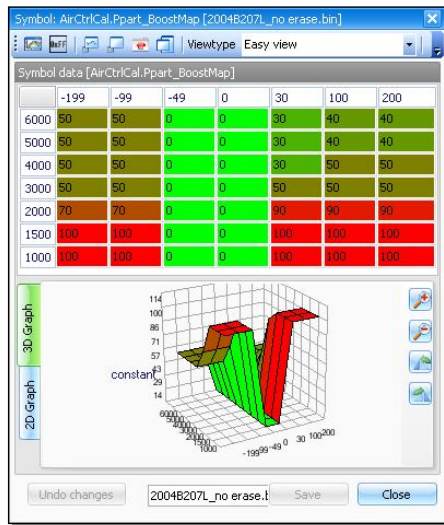 Symbol: AirCtrlCal.Ppart_BoostMap [2004B207L_no erase.bin]
Viewtype Easy view
Symbol data [AirCtrlCal.Ppart_BoostMap]
-199 -99 -49 0 30 100 200
6000 50 50 0 0 30 40 40
5000 50 50 0 0 30 40 40
4000 50 50 0 0 30 50 50
3000 50 50 0 0 50 50 50
2000 70 70 0 0 90 90 90
1500 100 100 0 0 100 100 100
1000 100 100 0 0 100 100 100
3D Graph
2D Graph
114
100
86
71
57
43
29
14
constant
6000
5000
4000
3000
2000
1500
1000
-199 -99 -49 0 30 100 200
Undo changes 2004B207L_no erase.b Save Close